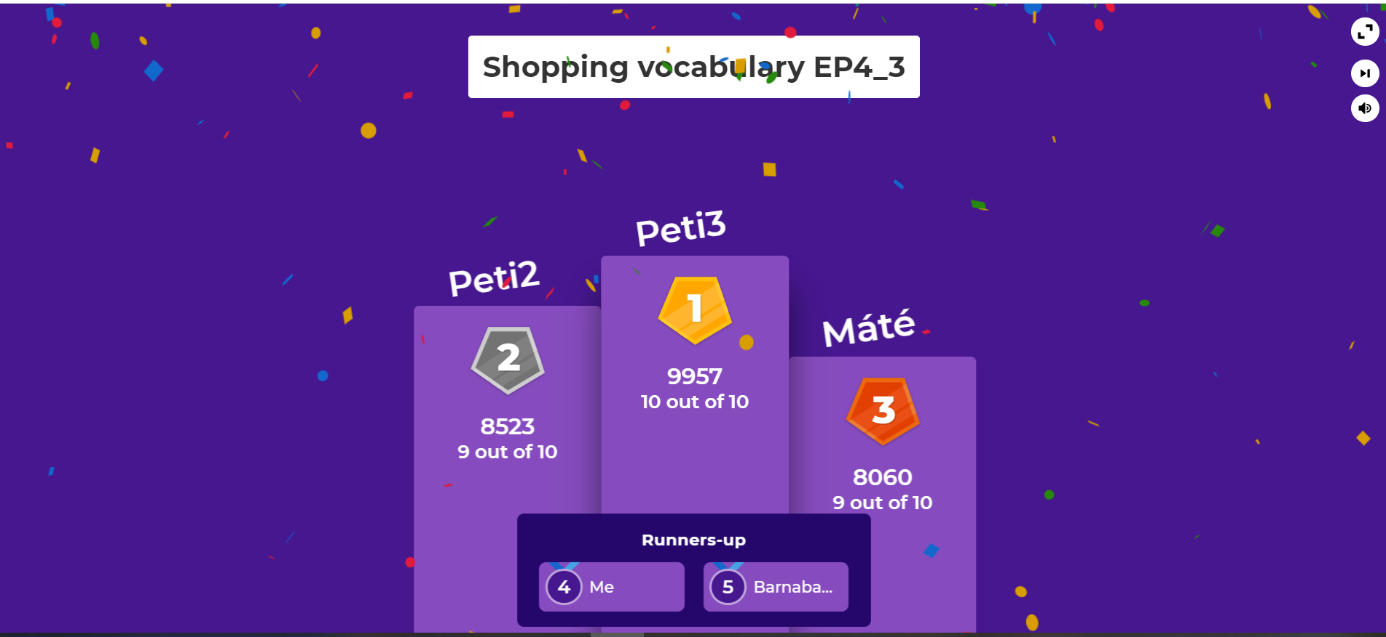 Shopping vocabulary EP4_3
Peti3
1
9957
10 out of 10
Peti2
2
8523
9 out of 10
Máté
3
8060
9 out of 10
Runners-up
4 Me
5 Barnaba...